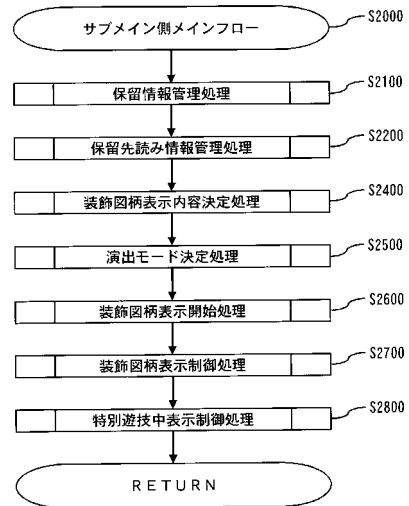 サブメイン側メインフロー
S2000
保留情報管理処理
S2100
保留先読み情報管理処理
S2200
装飾図柄表示内容決定処理
S2400
演出モード決定処理
S2500
装飾図柄表示開始処理
S2600
装飾図柄表示制御処理
S2700
特別遊技中表示制御処理
S2800
RETURN